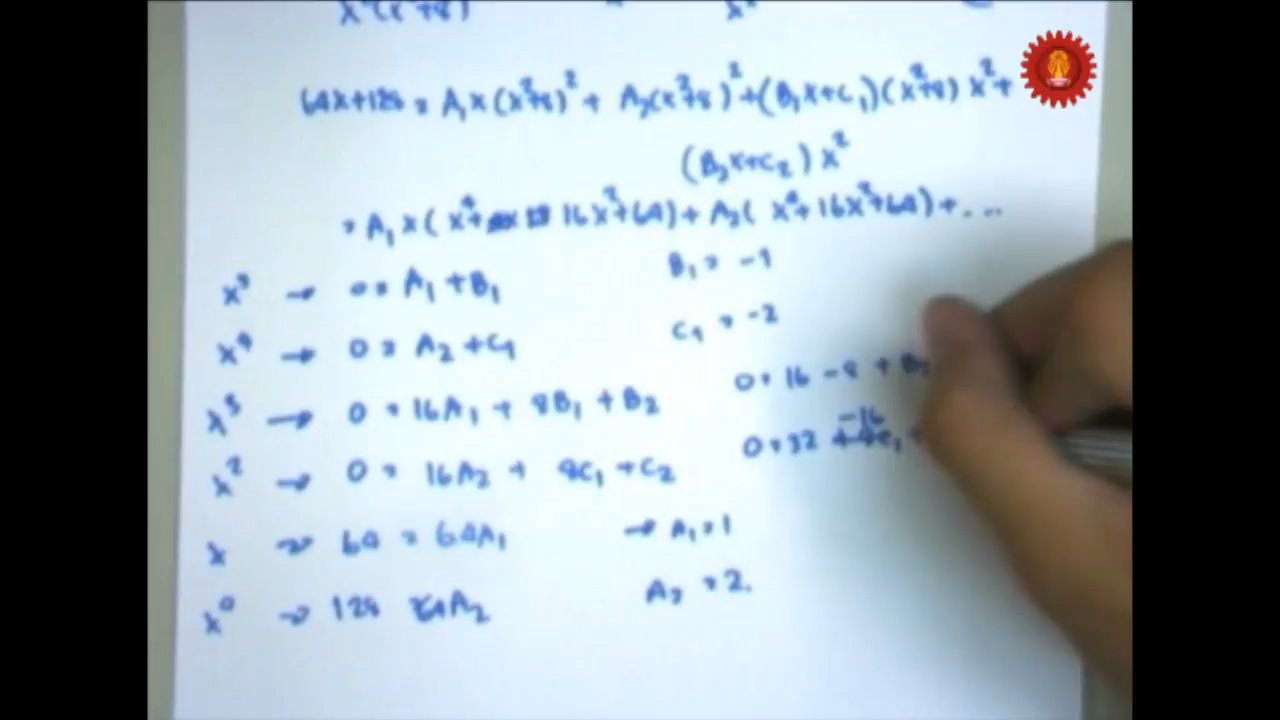 64x+128 = A₁x(x²+8)² + A₂(x²+8)² + (B₁x+C₁)(x²+8)x² +
(B₂x+C₂)x²
= A₁x(x⁴+ 16x²+64) + A₂(x⁴+16x²+64)+...
x⁵ → 0 = A₁ + B₁ B₁ = -1
x⁴ → 0 = A₂ + C₁ C₁ = -2
x³ → 0 = 16A₁ + 8B₁ + B₂ 0 = 16 - 8 + B₂
x² → 0 = 16A₂ + 8C₁ + C₂ 0 = 32 -16
x → 64 = 64A₁ → A₁ = 1
x⁰ → 128 = 64A₂ A₂ = 2.